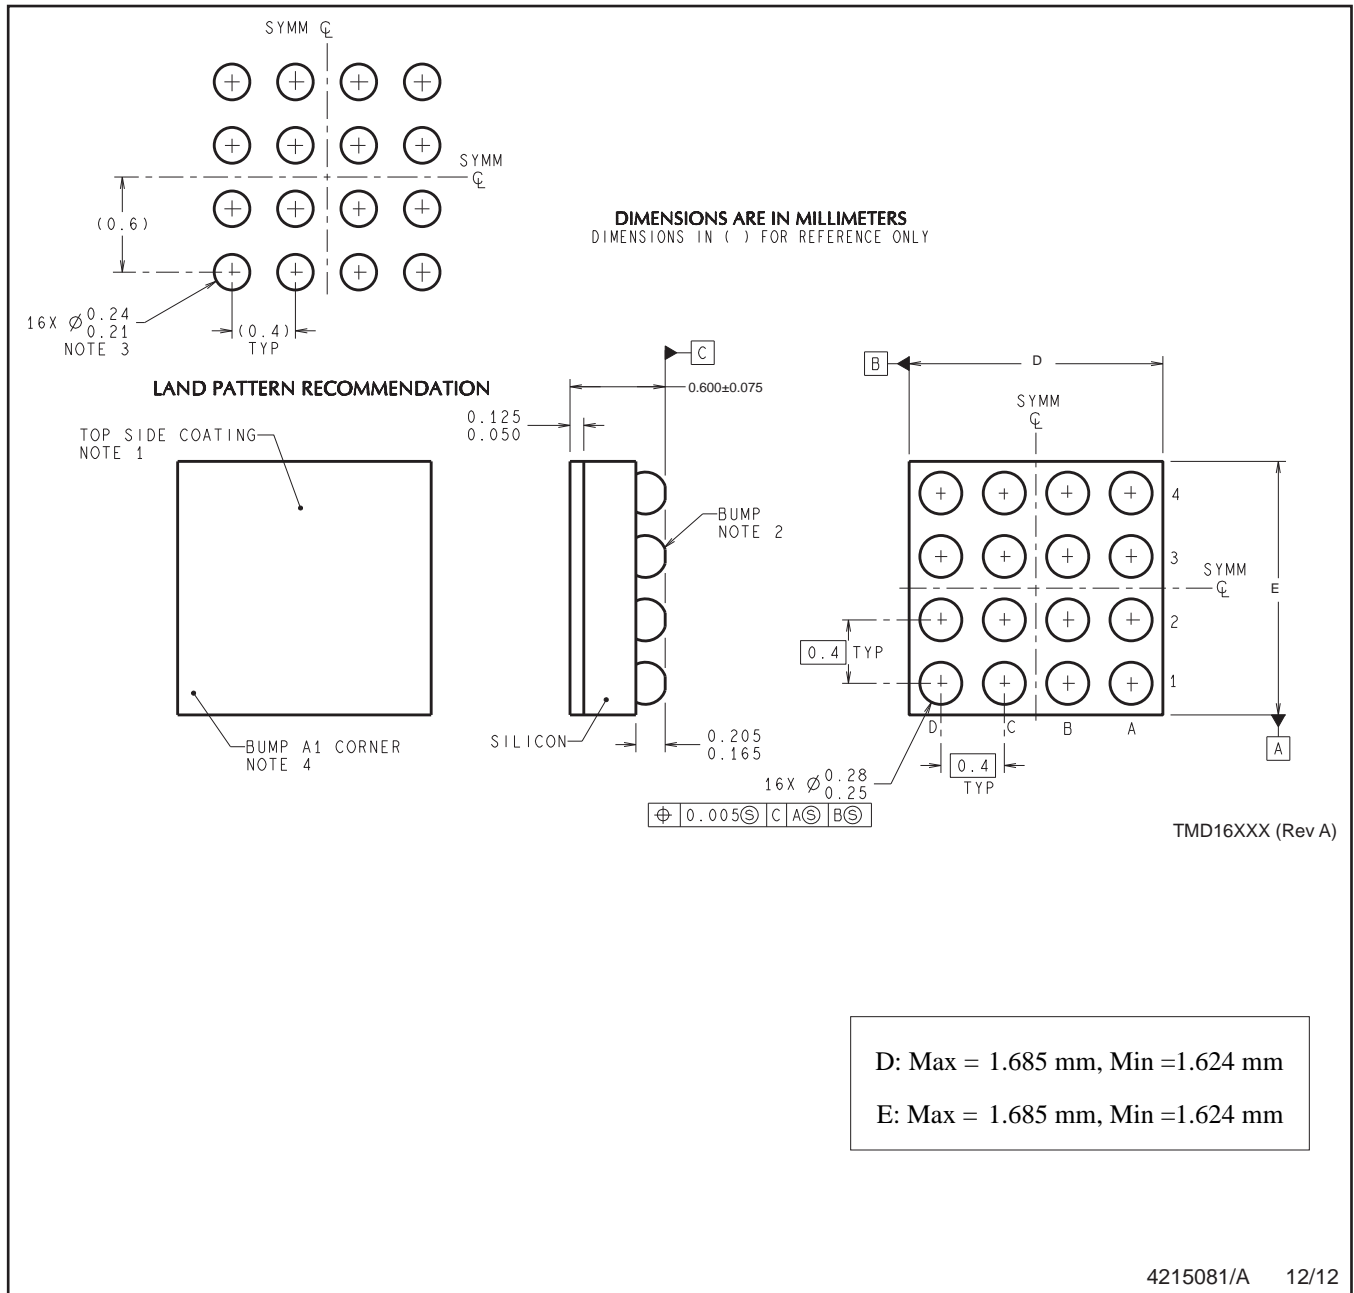 SYMM ℄
SYMM
℄
(0.6)
DIMENSIONS ARE IN MILLIMETERS
DIMENSIONS IN ( ) FOR REFERENCE ONLY
16X Ø0.24
0.21
NOTE 3
(0.4)
TYP
LAND PATTERN RECOMMENDATION
C
0.600±0.075
B
D
SYMM
℄
0.125
0.050
TOP SIDE COATING
NOTE 1
BUMP
NOTE 2
4
3
SYMM
℄
E
2
0.4 TYP
1
BUMP A1 CORNER
NOTE 4
SILICON
0.205
0.165
D C B A
A
0.4
TYP
16X Ø0.28
0.25
⌖ 0.005Ⓢ C AⓈ BⓈ
TMD16XXX (Rev A)
D: Max = 1.685 mm, Min =1.624 mm
E: Max = 1.685 mm, Min =1.624 mm
4215081/A 12/12